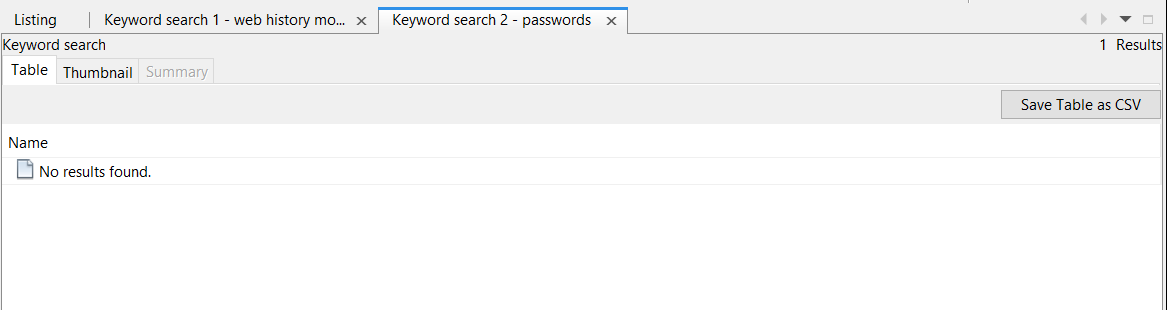 Listing Keyword search 1 - web history mo... Keyword search 2 - passwords
Keyword search 1 Results
Table Thumbnail Summary
Save Table as CSV
Name
No results found.